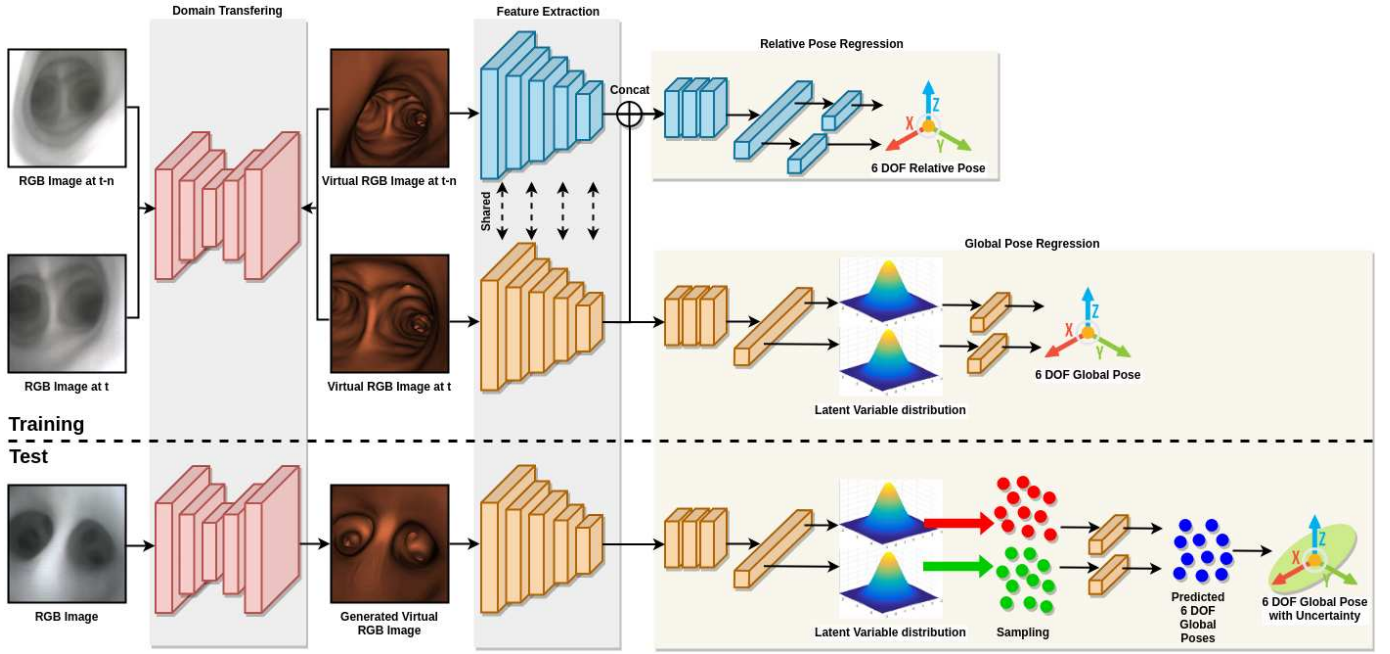 Domain Transfering
Feature Extraction
Relative Pose Regression
Concat
Z
X
Y
RGB Image at t-n
Virtual RGB Image at t-n
6 DOF Relative Pose
Shared
Global Pose Regression
Z
X
Y
RGB Image at t
Virtual RGB Image at t
6 DOF Global Pose
Latent Variable distribution
Training
Test
Z
X
Y
RGB Image
Generated Virtual
RGB Image
Latent Variable distribution
Sampling
Predicted
6 DOF
Global
Poses
6 DOF Global Pose
with Uncertainty